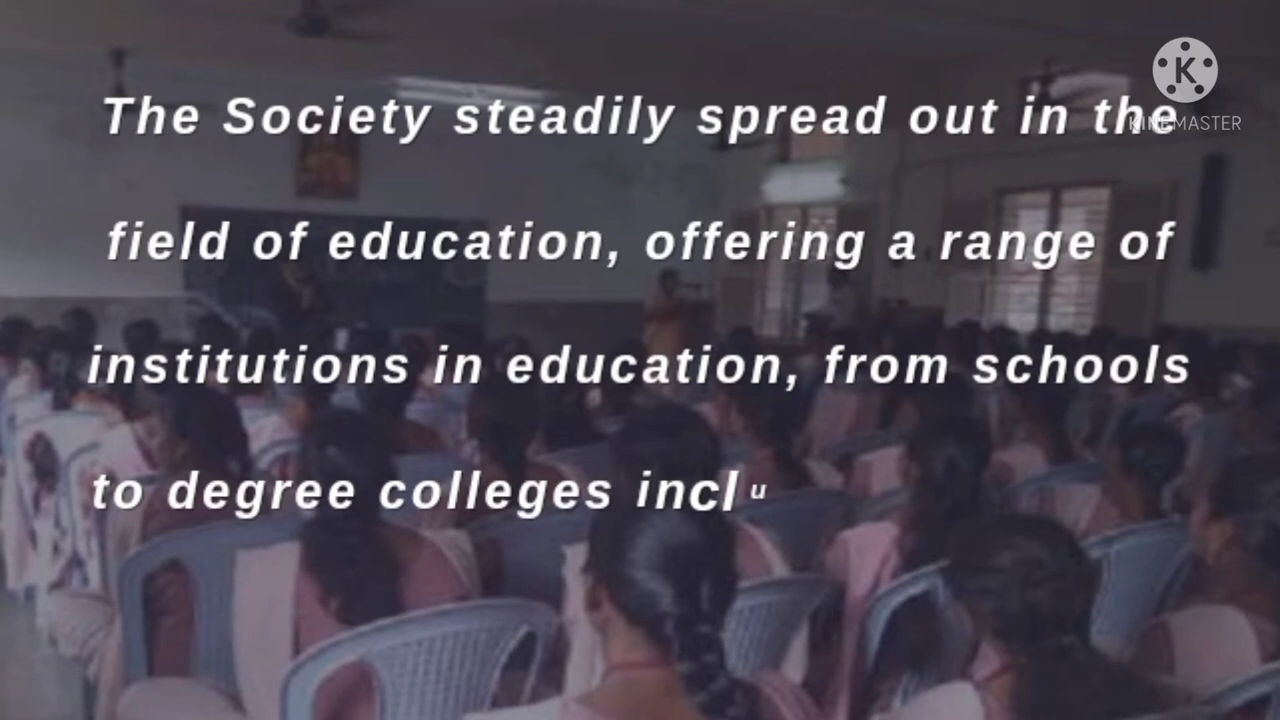 The Society steadily spread out in the
field of education, offering a range of
institutions in education, from schools
to degree colleges inclu
K
KINEMASTER